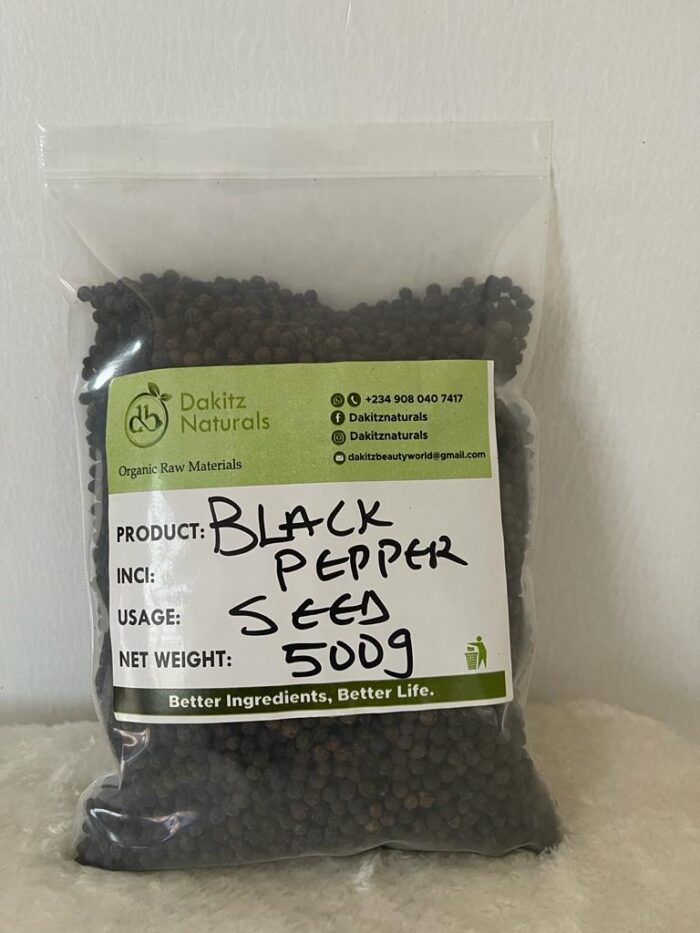 db
Dakitz
Naturals
Organic Raw Materials
+234 908 040 7417
Dakitznaturals
Dakitznaturals
dakitzbeautyworld@gmail.com
PRODUCT: BLACK
INCI: PEPPER
USAGE: SEED
NET WEIGHT: 500g
Better Ingredients, Better Life.